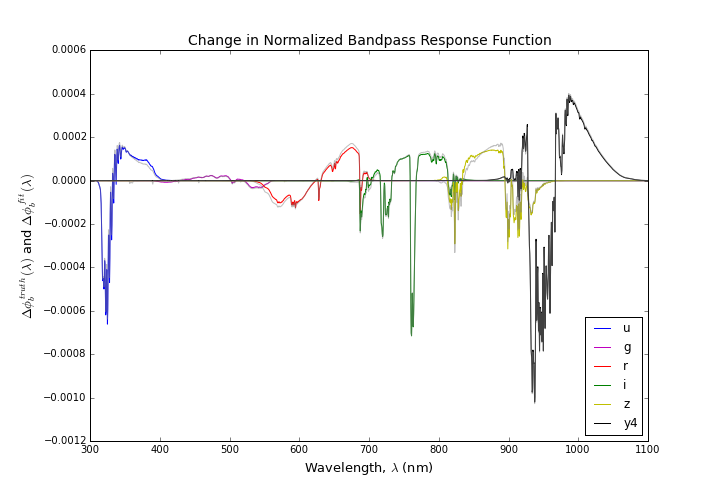 Change in Normalized Bandpass Response Function
0.0006
0.0004
0.0002
0.0000
−0.0002
−0.0004
−0.0006
−0.0008
−0.0010
−0.0012
Δϕ_b^{truth}(λ) and Δϕ_b^{fit}(λ)
u
g
r
i
z
y4
300 400 500 600 700 800 900 1000 1100
Wavelength, λ (nm)